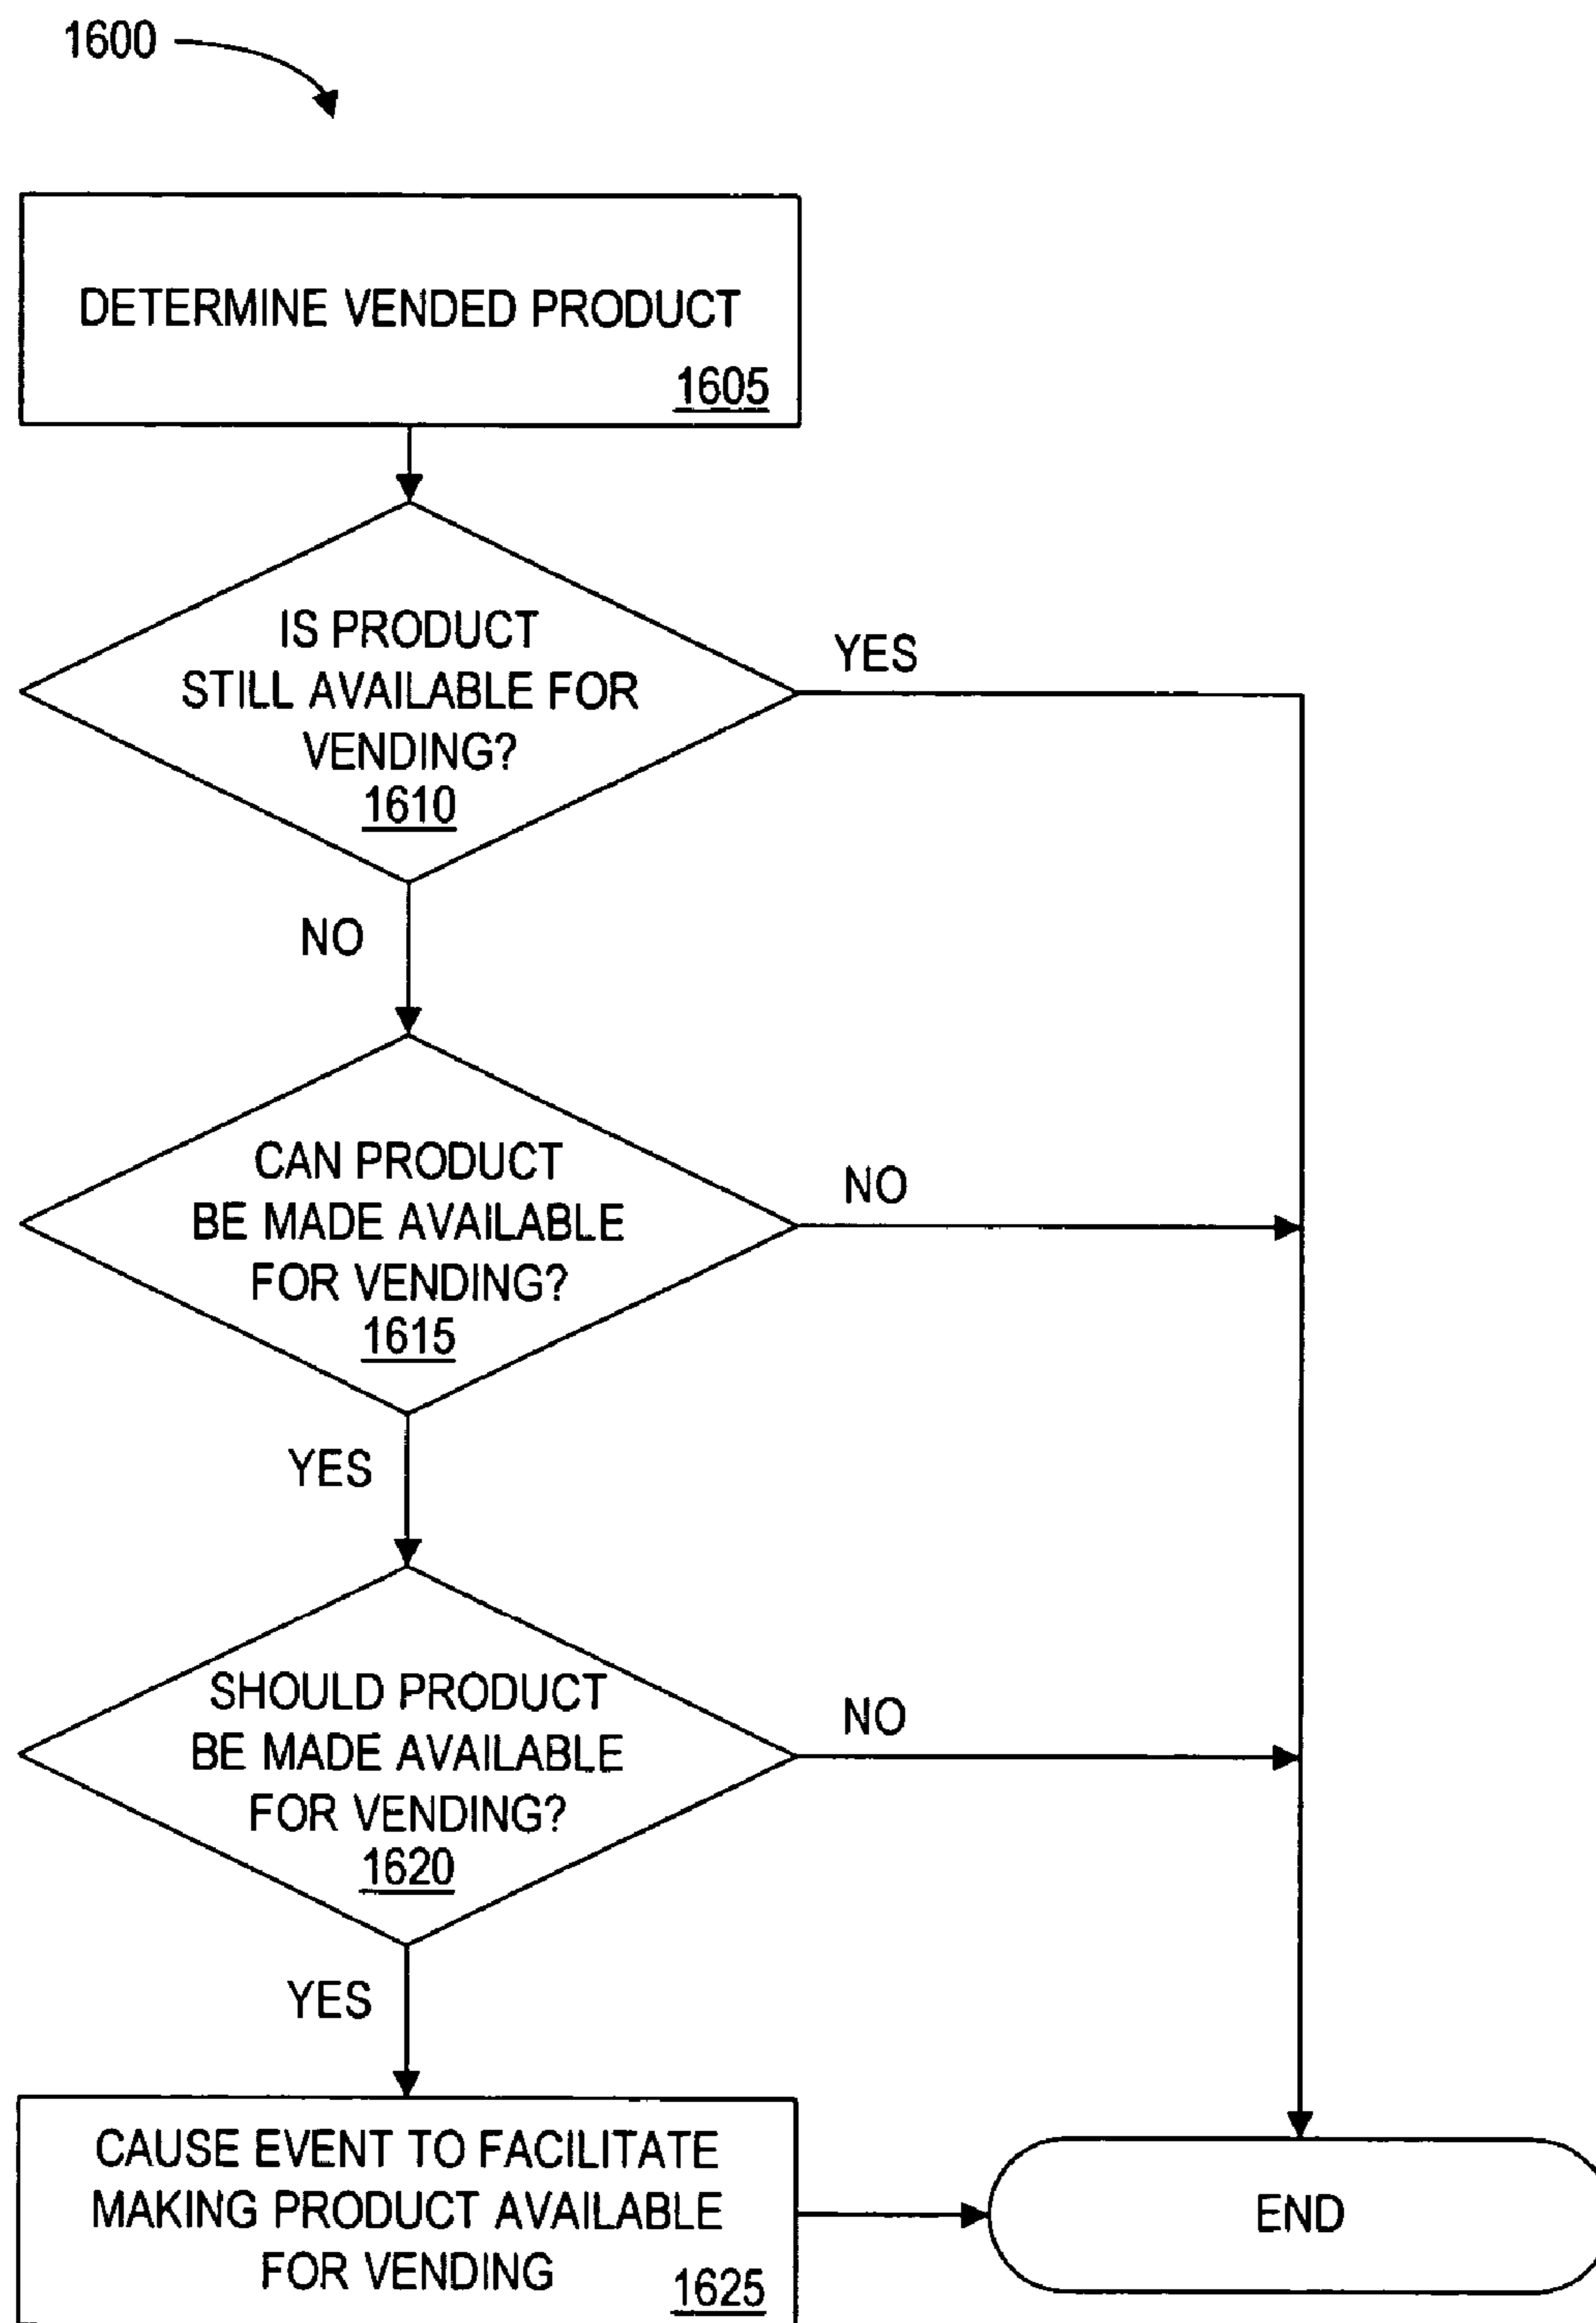 1600
DETERMINE VENDED PRODUCT
1605
IS PRODUCT
STILL AVAILABLE FOR
VENDING?
1610
YES
NO
CAN PRODUCT
BE MADE AVAILABLE
FOR VENDING?
1615
NO
YES
SHOULD PRODUCT
BE MADE AVAILABLE
FOR VENDING?
1620
NO
YES
CAUSE EVENT TO FACILITATE
MAKING PRODUCT AVAILABLE
FOR VENDING
1625
END